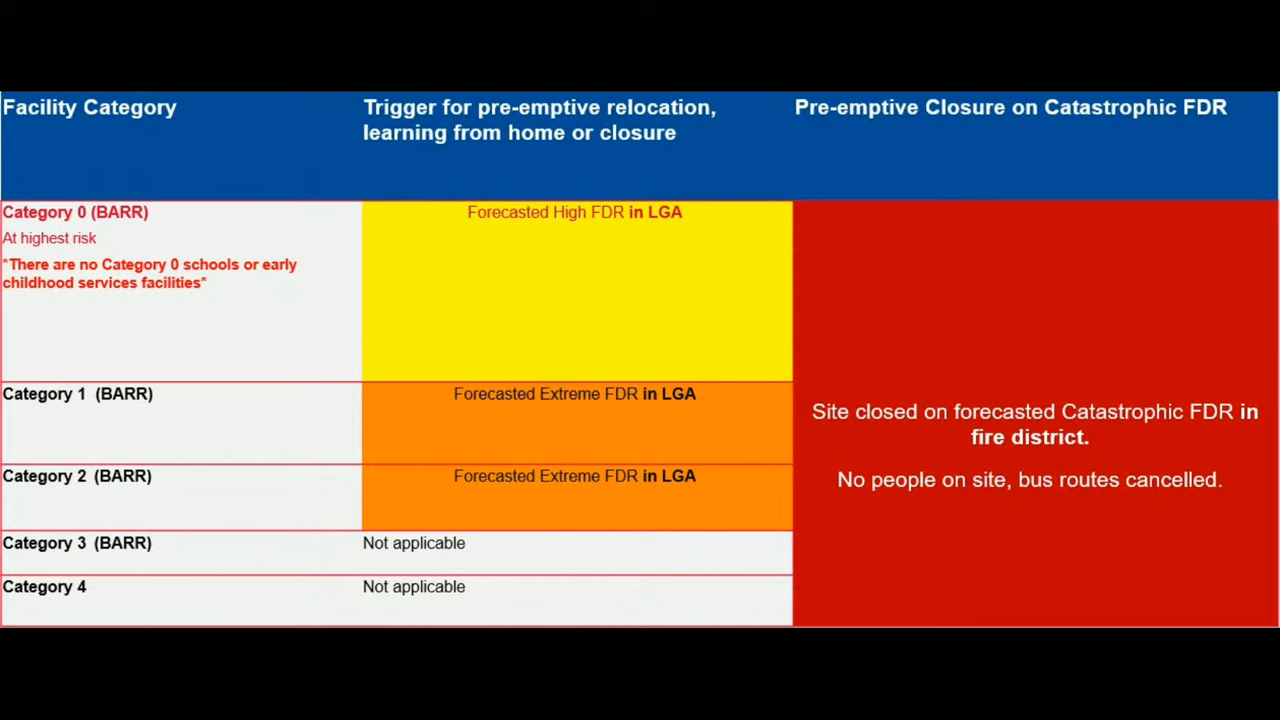 Facility Category
Trigger for pre-emptive relocation,
learning from home or closure
Pre-emptive Closure on Catastrophic FDR
Category 0 (BARR)
At highest risk
*There are no Category 0 schools or early
childhood services facilities*
Forecasted High FDR in LGA
Category 1 (BARR)
Forecasted Extreme FDR in LGA
Category 2 (BARR)
Forecasted Extreme FDR in LGA
Category 3 (BARR)
Not applicable
Category 4
Not applicable
Site closed on forecasted Catastrophic FDR in
fire district.
No people on site, bus routes cancelled.